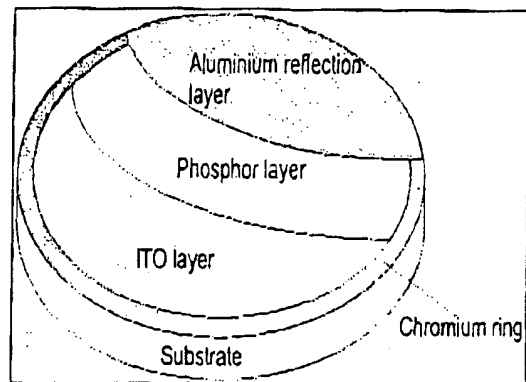 Aluminium reflection
layer
Phosphor layer
ITO layer
Chromium ring
Substrate